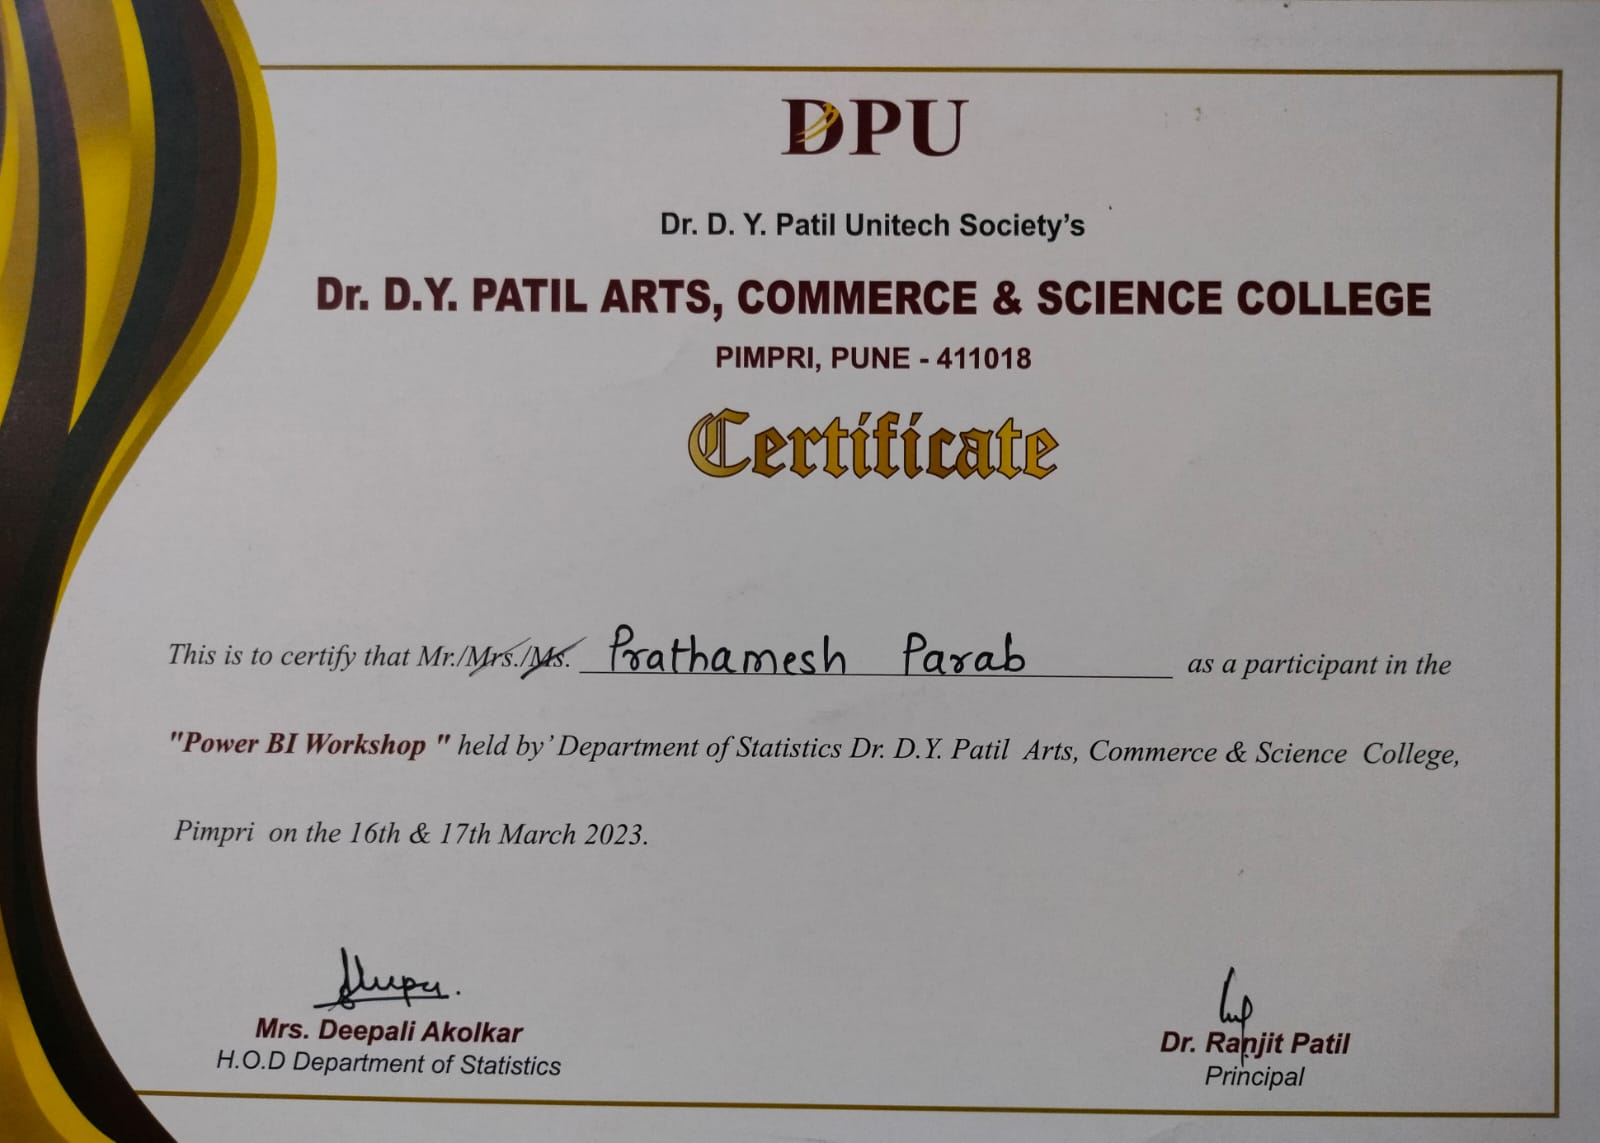 DPU
Dr. D. Y. Patil Unitech Society's
Dr. D.Y. PATIL ARTS, COMMERCE & SCIENCE COLLEGE
PIMPRI, PUNE - 411018
Certificate
This is to certify that Mr./Mrs./Ms. Prathamesh Parab as a participant in the
"Power BI Workshop " held by' Department of Statistics Dr. D.Y. Patil Arts, Commerce & Science College,
Pimpri on the 16th & 17th March 2023.
Mrs. Deepali Akolkar
H.O.D Department of Statistics
Dr. Ranjit Patil
Principal